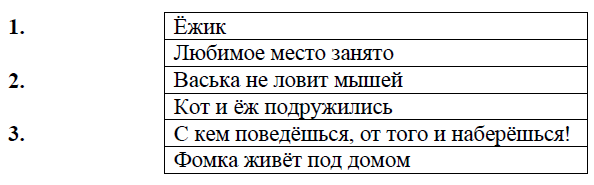 1. Ёжик
Любимое место занято
2. Васька не ловит мышей
Кот и ёж подружились
3. С кем поведёшься, от того и наберёшься!
Фомка живёт под домом